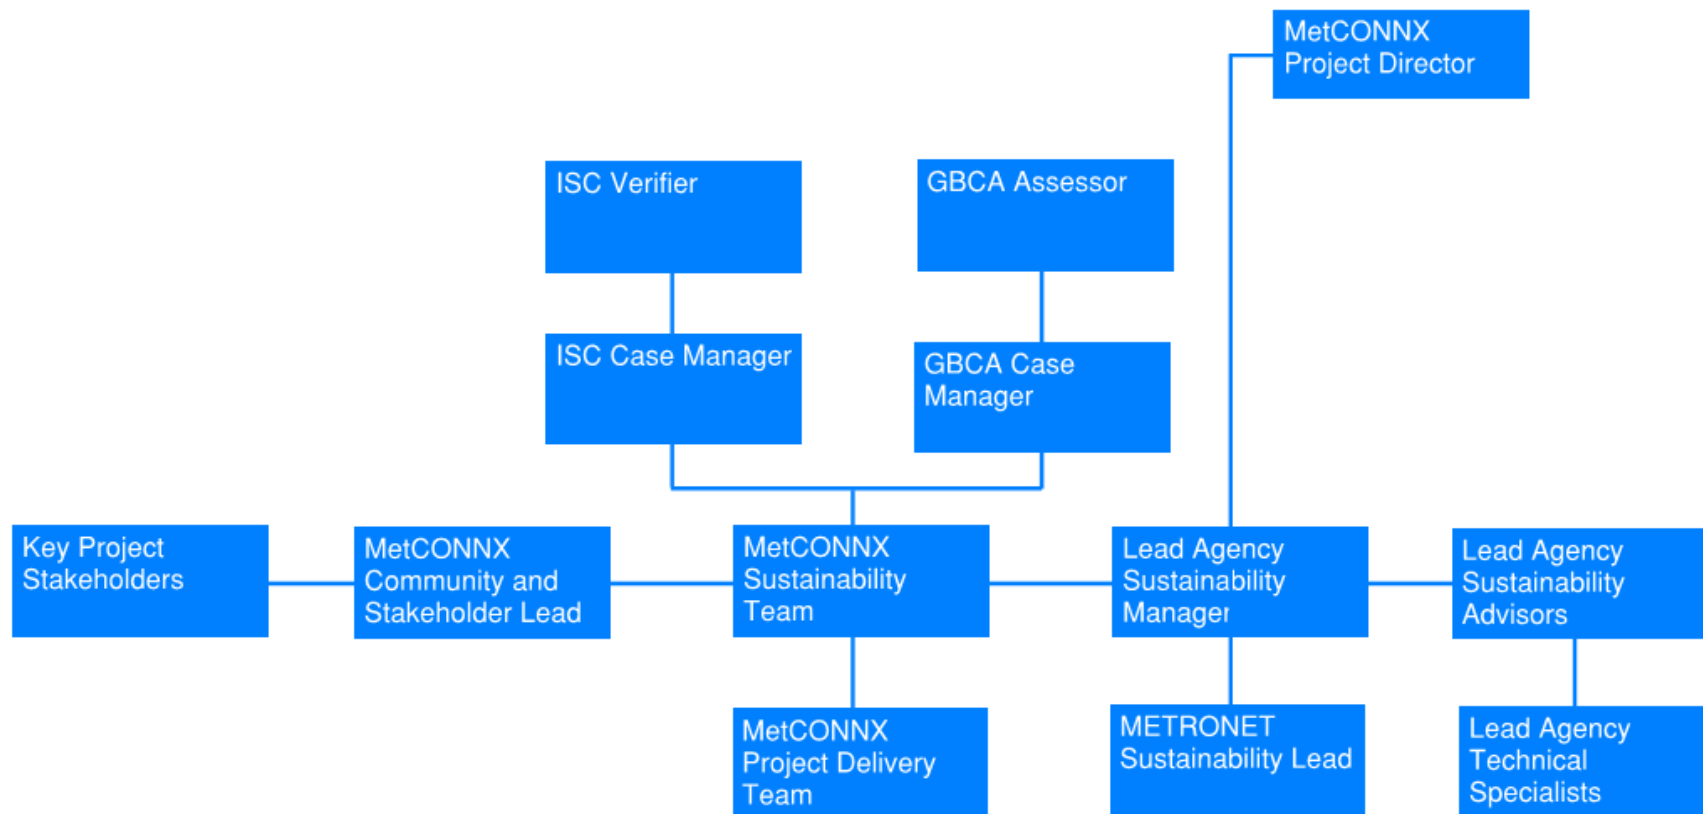 MetCONNX
Project Director
ISC Verifier
GBCA Assessor
ISC Case Manager
GBCA Case
Manager
Key Project
Stakeholders
MetCONNX
Community and
Stakeholder Lead
MetCONNX
Sustainability
Team
Lead Agency
Sustainability
Manager
Lead Agency
Sustainability
Advisors
MetCONNX
Project Delivery
Team
METRONET
Sustainability Lead
Lead Agency
Technical
Specialists